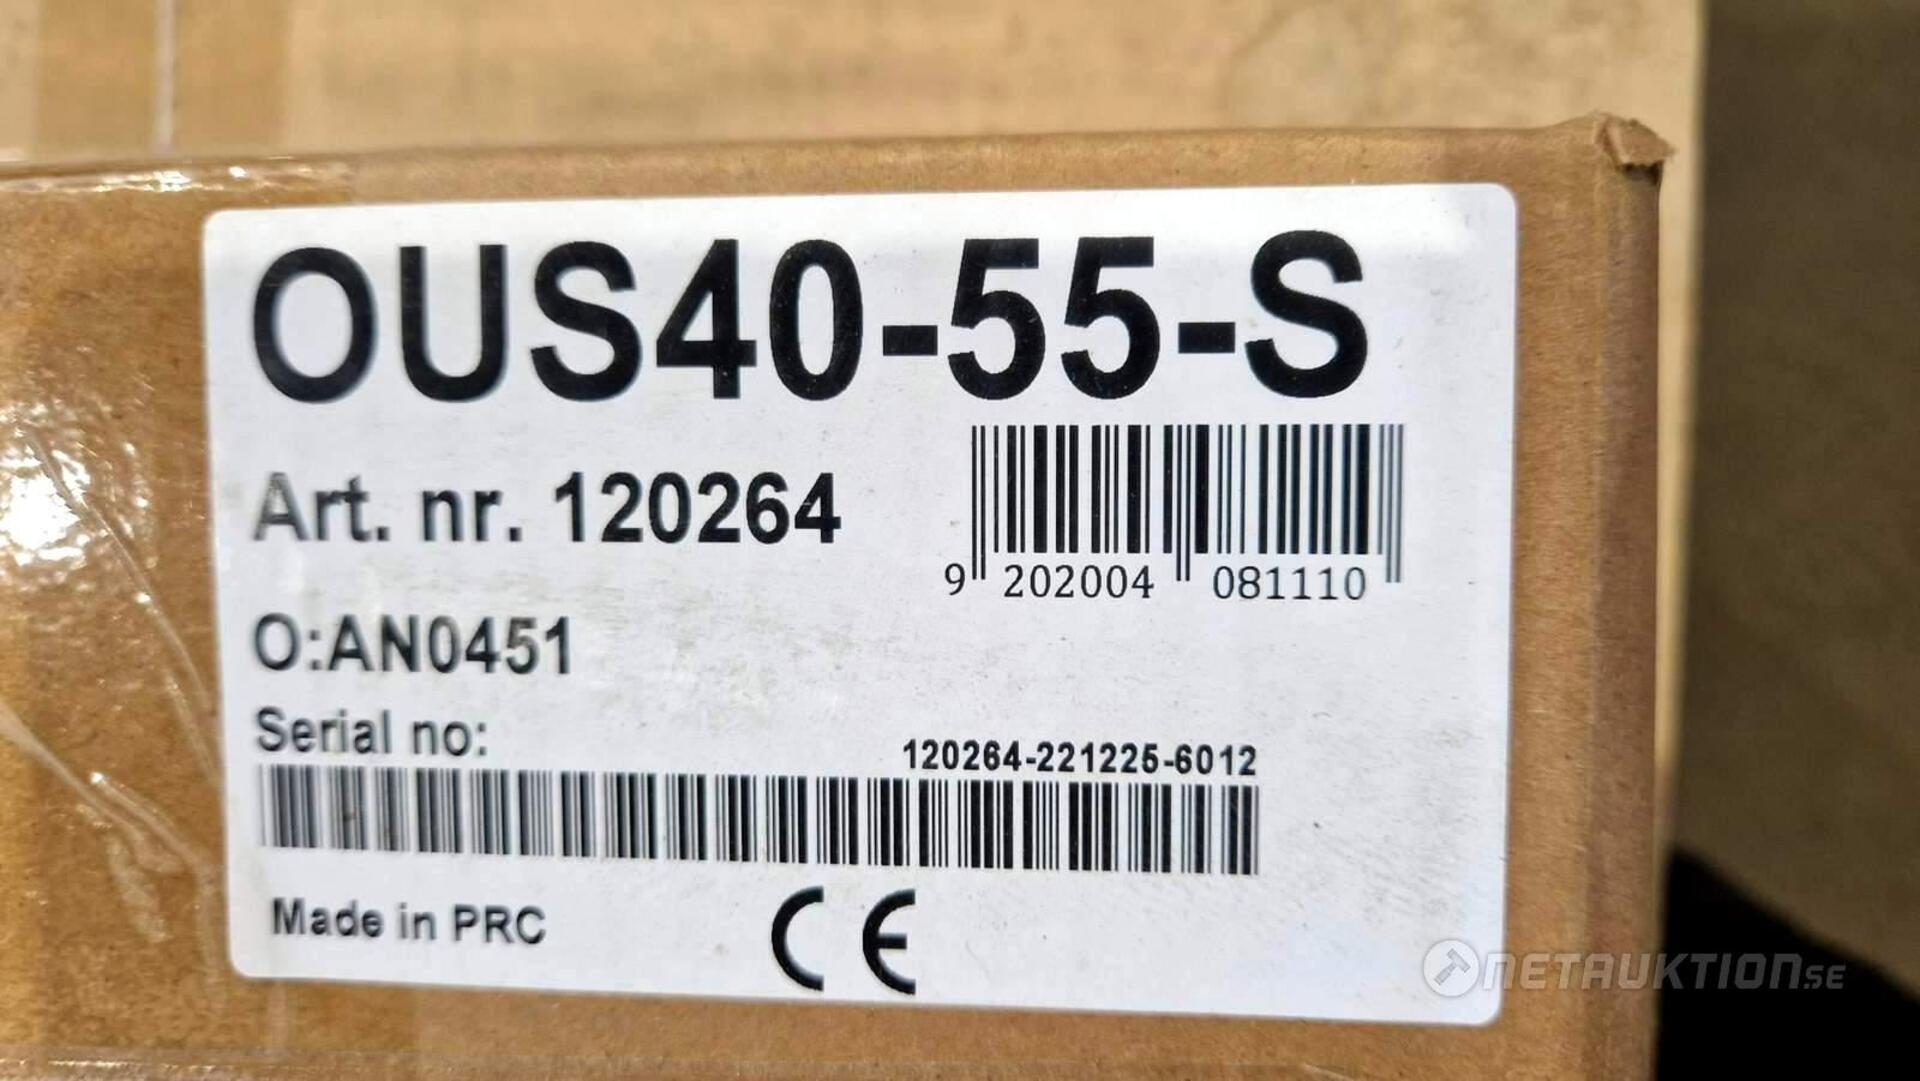 OUS40-55-S
Art. nr. 120264
9 202004 081110
O:AN0451
Serial no:
120264-221225-6012
Made in PRC
CE
NETAUKTION.SE